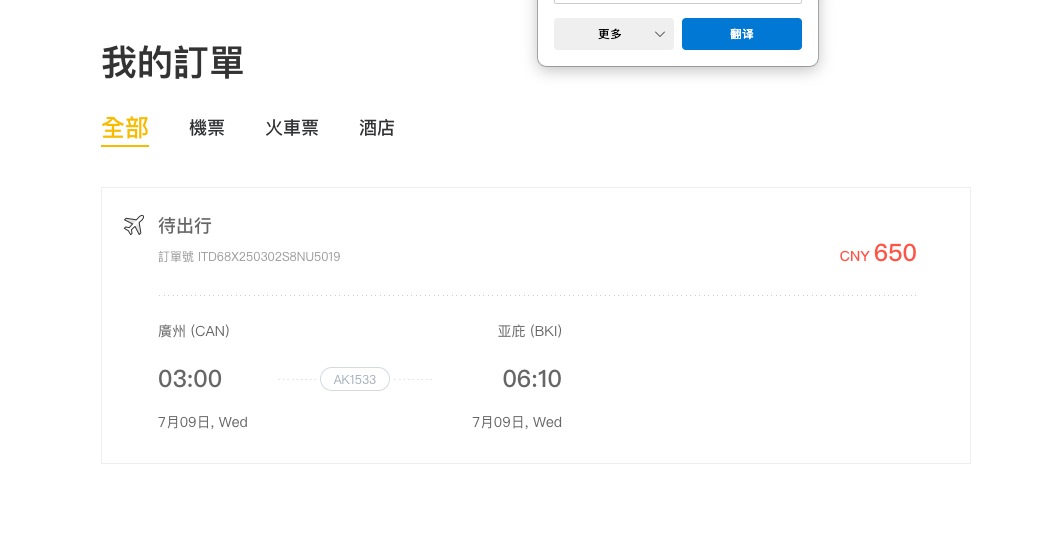 更多
翻译
我的訂單
全部 機票 火車票 酒店
待出行
訂單號 ITD68X250302S8NU5019
CNY 650
廣州 (CAN) 亚庇 (BKI)
03:00 AK1533 06:10
7月09日, Wed 7月09日, Wed